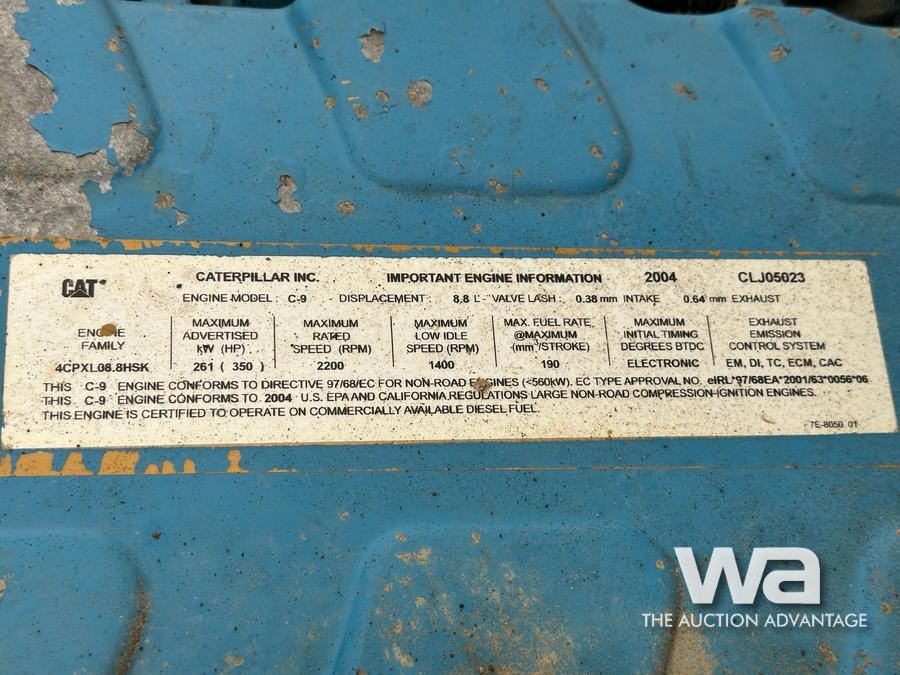 CAT CATERPILLAR INC. IMPORTANT ENGINE INFORMATION 2004 CLJ05023
ENGINE MODEL: C-9 DISPLACEMENT: 8.8 L VALVE LASH: 0.38 mm INTAKE 0.64 mm EXHAUST
ENGINE FAMILY
4CPXL08.8HSK
MAXIMUM ADVERTISED kW (HP)
261 ( 350 )
MAXIMUM RATED SPEED (RPM)
2200
MAXIMUM LOW IDLE SPEED (RPM)
1400
MAX. FUEL RATE @MAXIMUM (mm³/STROKE)
190
MAXIMUM INITIAL TIMING DEGREES BTDC
ELECTRONIC
EXHAUST EMISSION CONTROL SYSTEM
EM, DI, TC, ECM, CAC
THIS C-9 ENGINE CONFORMS TO DIRECTIVE 97/68/EC FOR NON-ROAD ENGINES (<560kW). EC TYPE APPROVAL NO. eIRL*97/68EA*2001/63*0056*06
THIS C-9 ENGINE CONFORMS TO 2004 U.S. EPA AND CALIFORNIA REGULATIONS LARGE NON-ROAD COMPRESSION-IGNITION ENGINES.
THIS ENGINE IS CERTIFIED TO OPERATE ON COMMERCIALLY AVAILABLE DIESEL FUEL.
7E-8050 01
wa
THE AUCTION ADVANTAGE